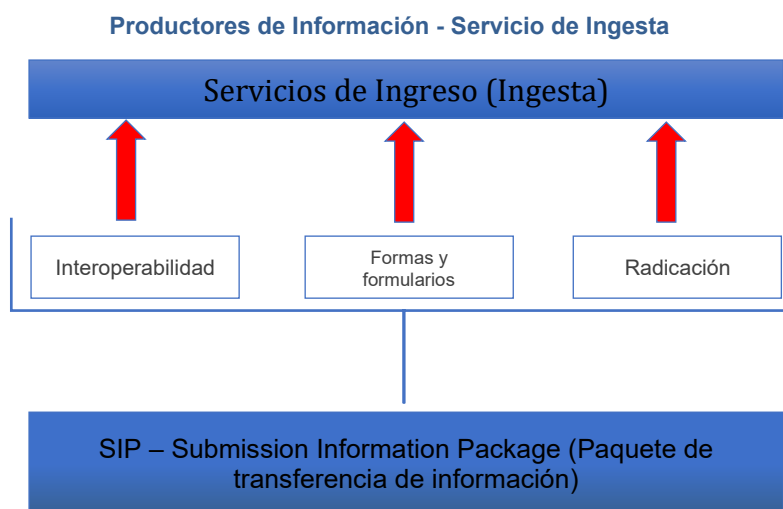 Productores de Información - Servicio de Ingesta
Servicios de Ingreso (Ingesta)
Interoperabilidad
Formas y
formularios
Radicación
SIP – Submission Information Package (Paquete de
transferencia de información)